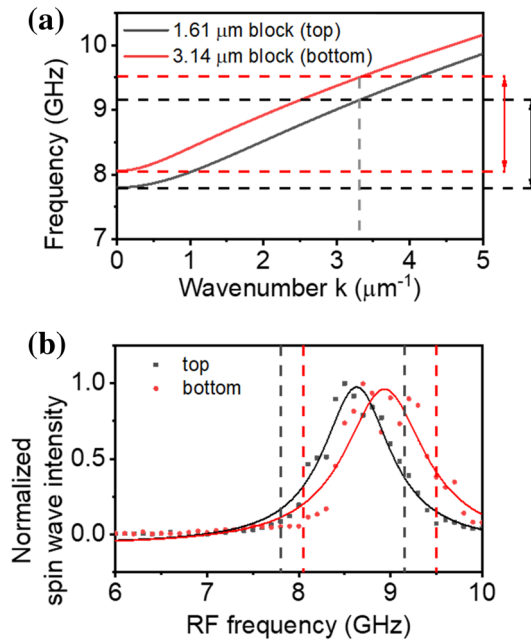 (a)
1.61 μm block (top)
3.14 μm block (bottom)
Frequency (GHz)
10
9
8
7
0 1 2 3 4 5
Wavenumber k (μm⁻¹)
(b)
top
bottom
Normalized
spin wave intensity
1.0
0.5
0.0
6 7 8 9 10
RF frequency (GHz)